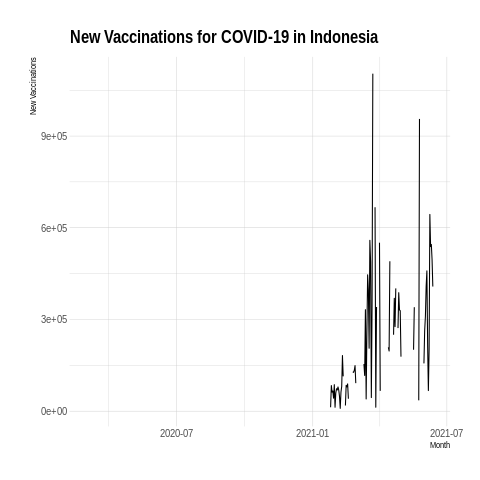 New Vaccinations for COVID-19 in Indonesia
New Vaccinations
9e+05
6e+05
3e+05
0e+00
2020-07
2021-01
2021-07
Month